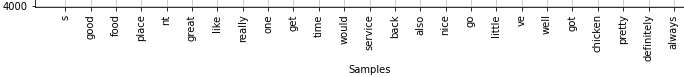 4000
s good food place nt great like really one get time would service back also nice go little ve well got chicken pretty definitely always
Samples